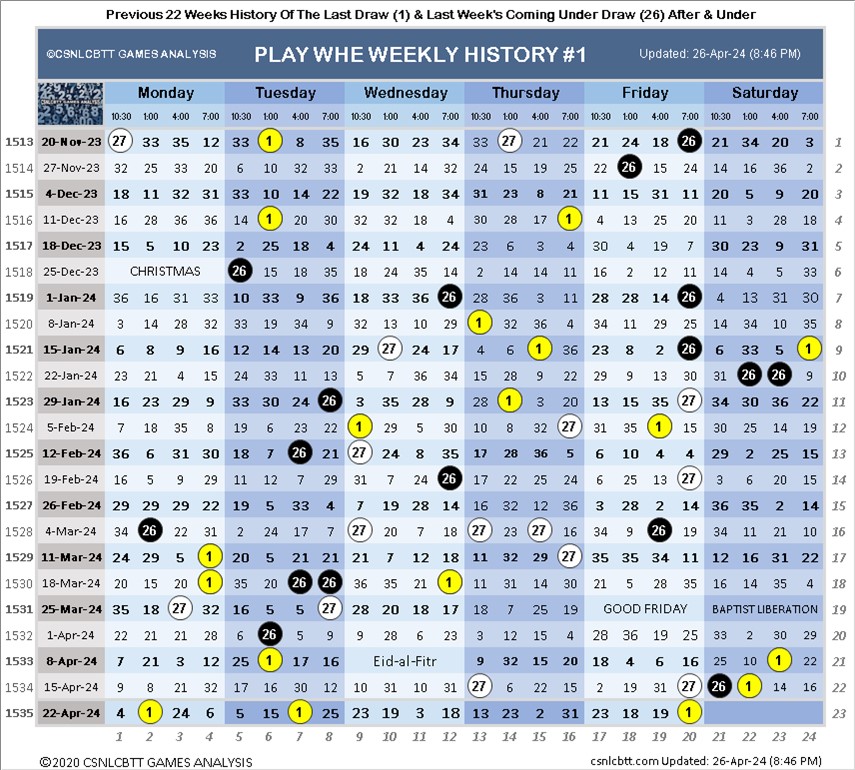 Previous 22 Weeks History Of The Last Draw (1) & Last Week's Coming Under Draw (26) After & Under
©CSNLCBTT GAMES ANALYSIS PLAY WHE WEEKLY HISTORY #1 Updated: 26-Apr-24 (8:46 PM)
Monday Tuesday Wednesday Thursday Friday Saturday
CSNLCBTT GAMES ANALYSIS 10:30 1:00 4:00 7:00 10:30 1:00 4:00 7:00 10:30 1:00 4:00 7:00 10:30 1:00 4:00 7:00 10:30 1:00 4:00 7:00 10:30 1:00 4:00 7:00
1513 20-Nov-23 27 33 35 12 33 1 8 35 16 30 23 34 33 27 21 22 21 24 18 26 21 34 20 3 1
1514 27-Nov-23 32 25 33 20 6 10 32 33 2 21 14 32 24 15 19 25 22 26 15 24 14 16 36 2 2
1515 4-Dec-23 18 11 32 31 33 10 14 22 19 32 18 34 31 23 8 21 11 15 31 11 20 5 9 20 3
1516 11-Dec-23 16 28 36 36 14 1 20 30 32 32 18 4 30 28 17 1 4 13 25 20 11 3 28 18 4
1517 18-Dec-23 15 5 10 23 2 25 18 4 24 11 4 24 23 6 3 4 30 4 19 7 30 23 9 31 5
1518 25-Dec-23 CHRISTMAS 26 15 18 35 18 24 35 14 2 14 11 11 16 2 12 11 14 4 5 33 6
1519 1-Jan-24 36 16 31 33 10 33 9 36 18 33 36 26 28 36 3 11 28 28 14 26 4 13 31 30 7
1520 8-Jan-24 3 14 28 32 33 19 34 9 32 13 10 29 1 32 36 4 34 11 29 25 14 34 10 35 8
1521 15-Jan-24 6 8 9 16 12 14 13 20 29 27 24 17 4 6 1 36 23 8 2 26 6 33 5 1 9
1522 22-Jan-24 23 21 4 15 24 33 11 13 5 7 36 34 15 28 9 22 29 9 13 30 31 26 26 9 10
1523 29-Jan-24 16 23 29 9 33 30 24 26 3 35 28 9 28 1 3 20 13 15 35 27 34 30 36 22 11
1524 5-Feb-24 7 18 35 8 19 6 23 22 1 29 5 30 10 8 32 27 31 35 1 15 30 25 14 19 12
1525 12-Feb-24 36 6 31 30 18 7 26 21 27 24 8 35 17 28 36 5 6 10 4 4 29 2 25 15 13
1526 19-Feb-24 16 5 9 29 11 12 7 29 31 6 32 26 17 22 25 24 6 25 13 27 3 6 20 15 14
1527 26-Feb-24 29 29 29 22 19 5 33 4 7 19 28 14 16 32 12 36 3 28 2 14 16 35 2 14 15
1528 4-Mar-24 34 26 22 31 2 24 17 7 27 20 7 18 27 23 27 16 34 9 26 19 34 11 21 10 16
1529 11-Mar-24 24 29 5 1 20 5 21 21 21 7 12 18 11 32 29 27 35 35 34 11 12 16 31 22 17
1530 18-Mar-24 20 15 20 1 35 20 26 26 36 35 21 1 11 31 14 30 21 5 28 35 16 14 35 4 18
1531 25-Mar-24 35 18 27 32 16 5 5 27 28 20 18 17 18 7 25 19 GOOD FRIDAY BAPTIST LIBERATION 19
1532 1-Apr-24 22 21 21 28 6 26 5 9 9 28 6 23 3 12 15 4 28 36 19 25 33 2 30 29 20
1533 8-Apr-24 7 21 3 12 25 1 17 16 Eid-al-Fitr 9 32 15 20 18 4 6 16 25 10 1 22 21
1534 15-Apr-24 9 8 21 32 17 16 30 12 10 31 10 31 27 6 22 15 2 19 31 27 26 1 14 16 22
1535 22-Apr-24 4 1 24 6 5 15 1 25 23 19 3 18 13 23 2 31 23 18 19 1 23
1 2 3 4 5 6 7 8 9 10 11 12 13 14 15 16 17 18 19 20 21 22 23 24
©2020 CSNLCBTT GAMES ANALYSIS csnlcbtt.com Updated: 26-Apr-24 (8:46 PM)